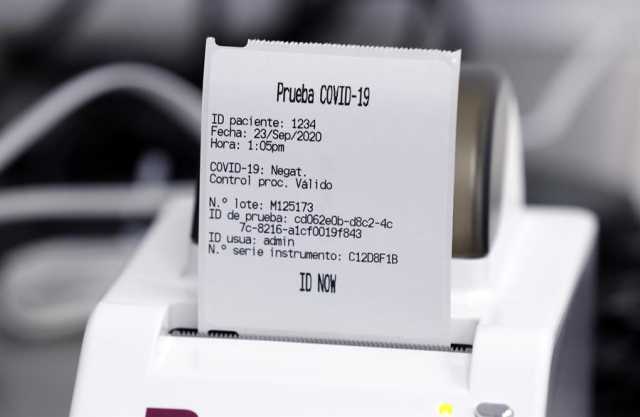 Prueba COVID-19
ID paciente: 1234
Fecha: 23/Sep/2020
Hora: 1:05pm
COVID-19: Negat.
Control proc. Válido
N.º lote: M125173
ID de prueba: cd062e0b-d8c2-4c
7c-8216-a1cf0019f843
ID usua: admin
N.º serie instrumento: C12D8F1B
ID NOW